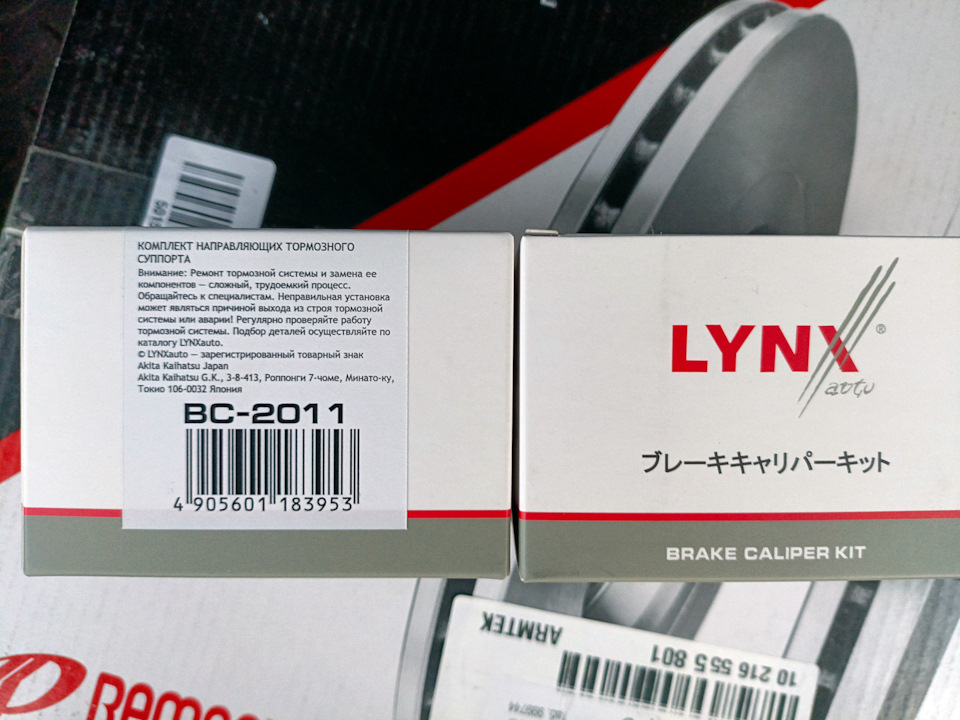 КОМПЛЕКТ НАПРАВЛЯЮЩИХ ТОРМОЗНОГО
СУППОРТА
Внимание: Ремонт тормозной системы и замена ее
компонентов — сложный, трудоемкий процесс.
Обращайтесь к специалистам. Неправильная установка
может являться причиной выхода из строя тормозной
системы или аварии! Регулярно проверяйте работу
тормозной системы. Подбор деталей осуществляйте по
каталогу LYNXauto.
© LYNXauto — зарегистрированный товарный знак
Akita Kaihatsu Japan
Akita Kaihatsu G.K., 3-8-413, Роппонги 7-чоме, Минато-ку,
Токио 106-0032 Япония
BC-2011
4 905601 183953
LYNX®
auto
ブレーキキャリパーキット
BRAKE CALIPER KIT
ARMTEK
10 216 555 801